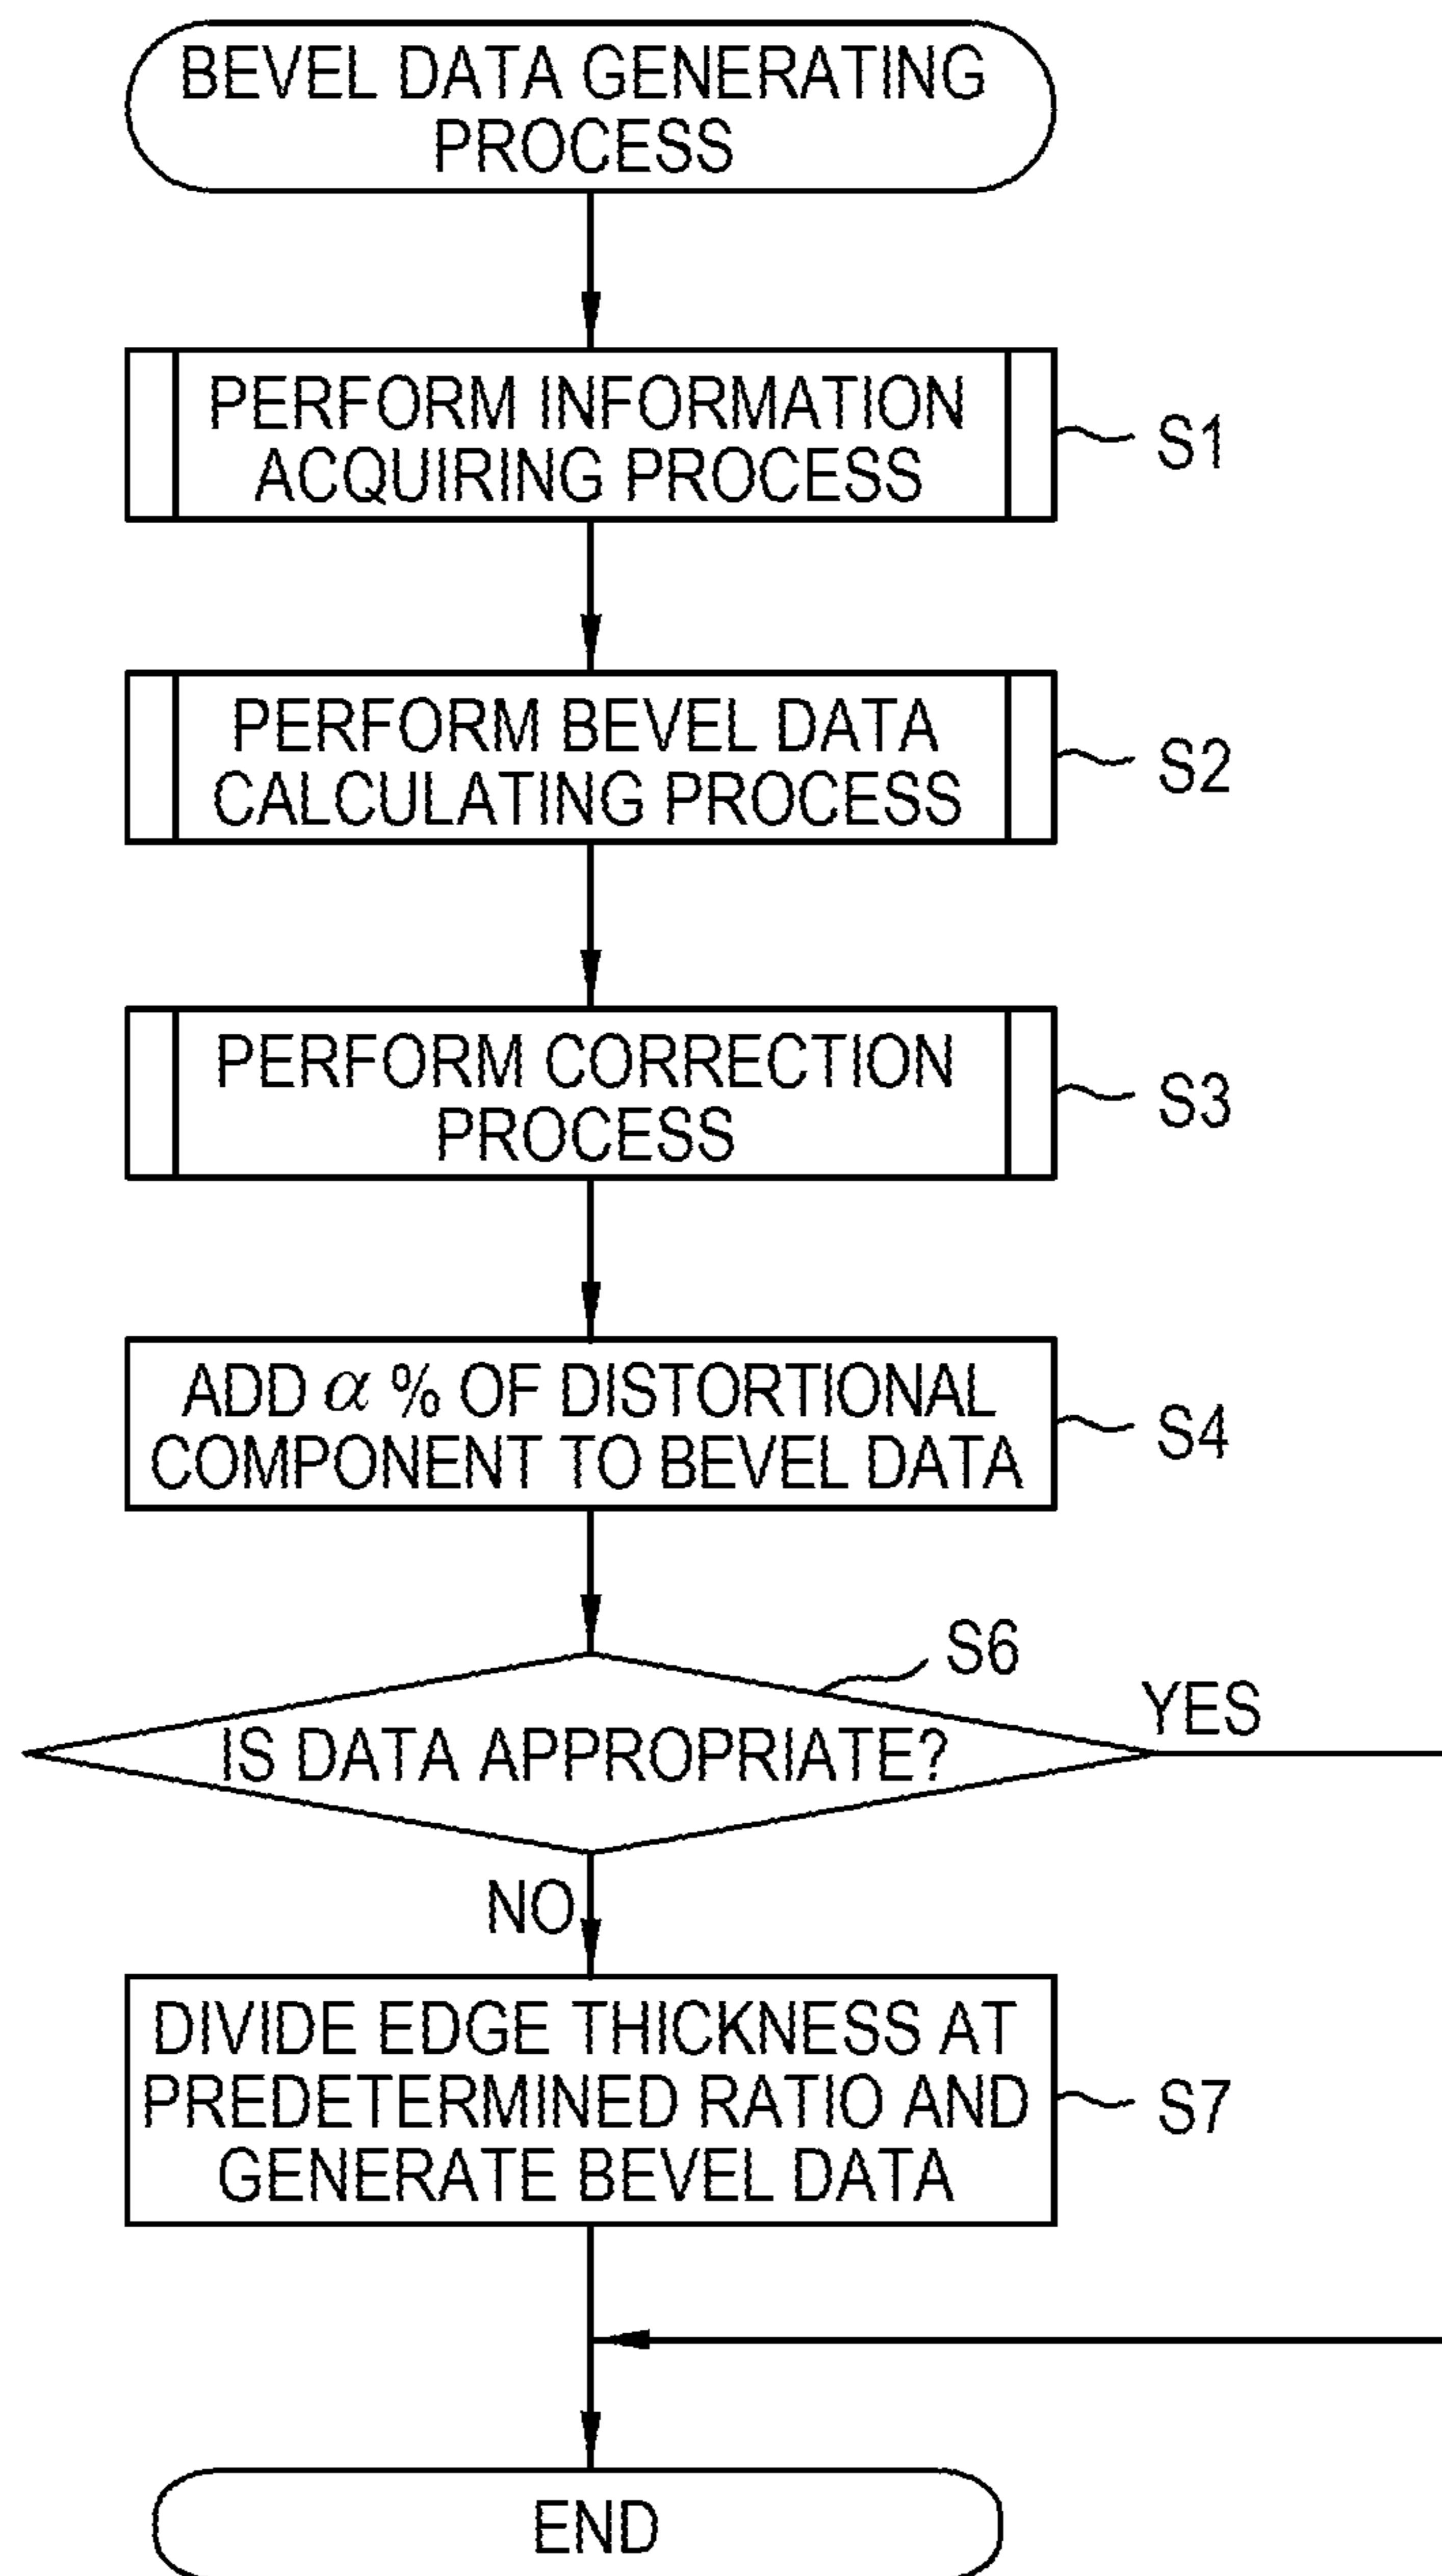 BEVEL DATA GENERATING
PROCESS
PERFORM INFORMATION
ACQUIRING PROCESS
S1
PERFORM BEVEL DATA
CALCULATING PROCESS
S2
PERFORM CORRECTION
PROCESS
S3
ADD α % OF DISTORTIONAL
COMPONENT TO BEVEL DATA
S4
S6
IS DATA APPROPRIATE?
YES
NO
DIVIDE EDGE THICKNESS AT
PREDETERMINED RATIO AND
GENERATE BEVEL DATA
S7
END